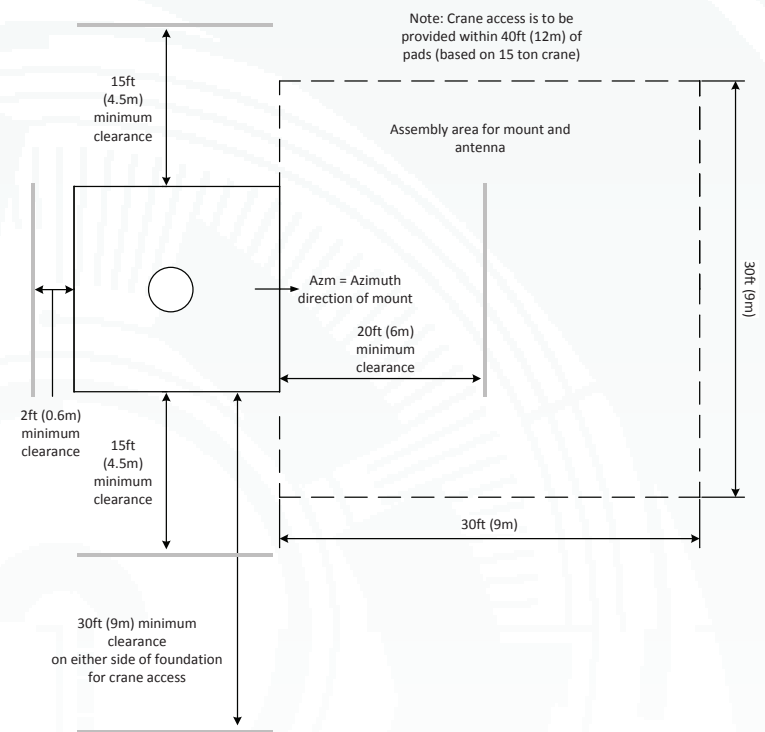 Note: Crane access is to be
provided within 40ft (12m) of
pads (based on 15 ton crane)
15ft
(4.5m)
minimum
clearance
Assembly area for mount and
antenna
Azm = Azimuth
direction of mount
30ft (9m)
20ft (6m)
minimum
clearance
2ft (0.6m)
minimum
clearance
15ft
(4.5m)
minimum
clearance
30ft (9m)
30ft (9m) minimum
clearance
on either side of foundation
for crane access